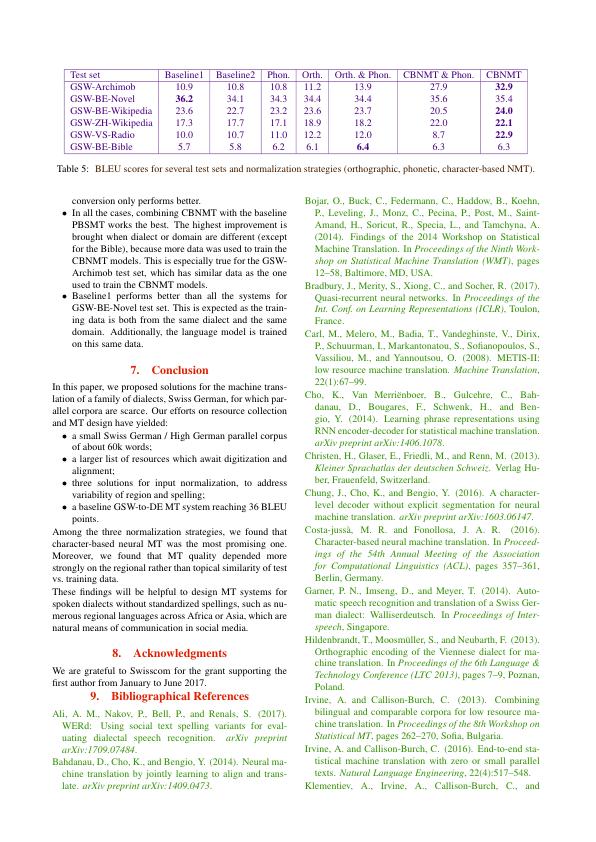 Test set Baseline1 Baseline2 Phon. Orth. Orth. & Phon. CBNMT & Phon. CBNMT
GSW-Archimob 10.9 10.8 10.8 11.2 13.9 27.9 32.9
GSW-BE-Novel 36.2 34.1 34.3 34.4 34.4 35.6 35.4
GSW-BE-Wikipedia 23.6 22.7 23.2 23.6 23.7 20.5 24.0
GSW-ZH-Wikipedia 17.3 17.7 17.1 18.9 18.2 22.0 22.1
GSW-VS-Radio 10.0 10.7 11.0 12.2 12.0 8.7 22.9
GSW-BE-Bible 5.7 5.8 6.2 6.1 6.4 6.3 6.3
Table 5: BLEU scores for several test sets and normalization strategies (orthographic, phonetic, character-based NMT).
conversion only performs better.
• In all the cases, combining CBNMT with the baseline
PBSMT works the best. The highest improvement is
brought when dialect or domain are different (except
for the Bible), because more data was used to train the
CBNMT models. This is especially true for the GSW-
Archimob test set, which has similar data as the one
used to train the CBNMT models.
• Baseline1 performs better than all the systems for
GSW-BE-Novel test set. This is expected as the train-
ing data is both from the same dialect and the same
domain. Additionally, the language model is trained
on this same data.
7. Conclusion
In this paper, we proposed solutions for the machine trans-
lation of a family of dialects, Swiss German, for which par-
allel corpora are scarce. Our efforts on resource collection
and MT design have yielded:
• a small Swiss German / High German parallel corpus
of about 60k words;
• a larger list of resources which await digitization and
alignment;
• three solutions for input normalization, to address
variability of region and spelling;
• a baseline GSW-to-DE MT system reaching 36 BLEU
points.
Among the three normalization strategies, we found that
character-based neural MT was the most promising one.
Moreover, we found that MT quality depended more
strongly on the regional rather than topical similarity of test
vs. training data.
These findings will be helpful to design MT systems for
spoken dialects without standardized spellings, such as nu-
merous regional languages across Africa or Asia, which are
natural means of communication in social media.
8. Acknowledgments
We are grateful to Swisscom for the grant supporting the
first author from January to June 2017.
9. Bibliographical References
Ali, A. M., Nakov, P., Bell, P., and Renals, S. (2017).
WERd: Using social text spelling variants for eval-
uating dialectal speech recognition. arXiv preprint
arXiv:1709.07484.
Bahdanau, D., Cho, K., and Bengio, Y. (2014). Neural ma-
chine translation by jointly learning to align and trans-
late. arXiv preprint arXiv:1409.0473.
Bojar, O., Buck, C., Federmann, C., Haddow, B., Koehn,
P., Leveling, J., Monz, C., Pecina, P., Post, M., Saint-
Amand, H., Soricut, R., Specia, L., and Tamchyna, A.
(2014). Findings of the 2014 Workshop on Statistical
Machine Translation. In Proceedings of the Ninth Work-
shop on Statistical Machine Translation (WMT), pages
12–58, Baltimore, MD, USA.
Bradbury, J., Merity, S., Xiong, C., and Socher, R. (2017).
Quasi-recurrent neural networks. In Proceedings of the
Int. Conf. on Learning Representations (ICLR), Toulon,
France.
Carl, M., Melero, M., Badia, T., Vandeghinste, V., Dirix,
P., Schuurman, I., Markantonatou, S., Sofianopoulos, S.,
Vassiliou, M., and Yannoutsou, O. (2008). METIS-II:
low resource machine translation. Machine Translation,
22(1):67–99.
Cho, K., Van Merriënboer, B., Gulcehre, C., Bah-
danau, D., Bougares, F., Schwenk, H., and Ben-
gio, Y. (2014). Learning phrase representations using
RNN encoder-decoder for statistical machine translation.
arXiv preprint arXiv:1406.1078.
Christen, H., Glaser, E., Friedli, M., and Renn, M. (2013).
Kleiner Sprachatlas der deutschen Schweiz. Verlag Hu-
ber, Frauenfeld, Switzerland.
Chung, J., Cho, K., and Bengio, Y. (2016). A character-
level decoder without explicit segmentation for neural
machine translation. arXiv preprint arXiv:1603.06147.
Costa-jussà, M. R. and Fonollosa, J. A. R. (2016).
Character-based neural machine translation. In Proceed-
ings of the 54th Annual Meeting of the Association
for Computational Linguistics (ACL), pages 357–361,
Berlin, Germany.
Garner, P. N., Imseng, D., and Meyer, T. (2014). Auto-
matic speech recognition and translation of a Swiss Ger-
man dialect: Walliserdeutsch. In Proceedings of Inter-
speech, Singapore.
Hildenbrandt, T., Moosmüller, S., and Neubarth, F. (2013).
Orthographic encoding of the Viennese dialect for ma-
chine translation. In Proceedings of the 6th Language &
Technology Conference (LTC 2013), pages 7–9, Poznan,
Poland.
Irvine, A. and Callison-Burch, C. (2013). Combining
bilingual and comparable corpora for low resource ma-
chine translation. In Proceedings of the 8th Workshop on
Statistical MT, pages 262–270, Sofia, Bulgaria.
Irvine, A. and Callison-Burch, C. (2016). End-to-end sta-
tistical machine translation with zero or small parallel
texts. Natural Language Engineering, 22(4):517–548.
Klementiev, A., Irvine, A., Callison-Burch, C., and